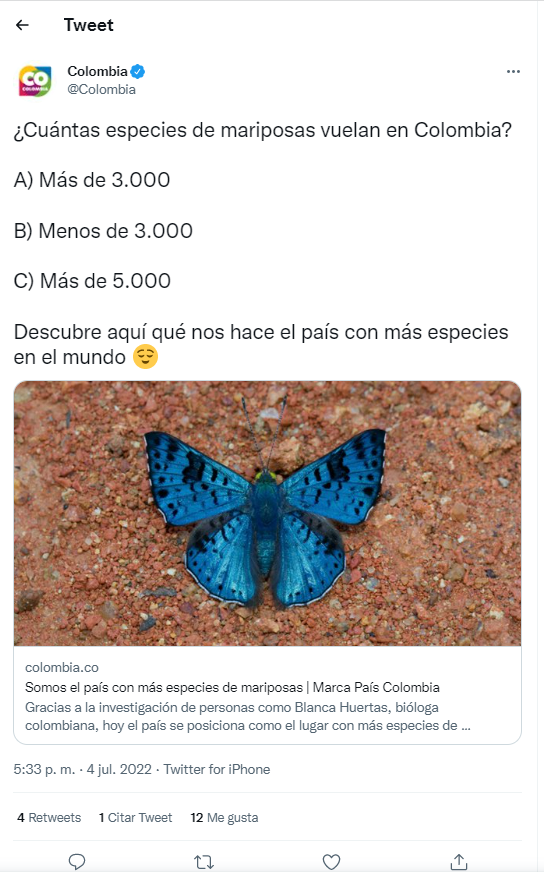 Tweet
CO
COLOMBIA
Colombia
@Colombia
¿Cuántas especies de mariposas vuelan en Colombia?
A) Más de 3.000
B) Menos de 3.000
C) Más de 5.000
Descubre aquí qué nos hace el país con más especies
en el mundo 😌
colombia.co
Somos el país con más especies de mariposas | Marca País Colombia
Gracias a la investigación de personas como Blanca Huertas, bióloga
colombiana, hoy el país se posiciona como el lugar con más especies de ...
5:33 p. m. · 4 jul. 2022 · Twitter for iPhone
4 Retweets 1 Citar Tweet 12 Me gusta